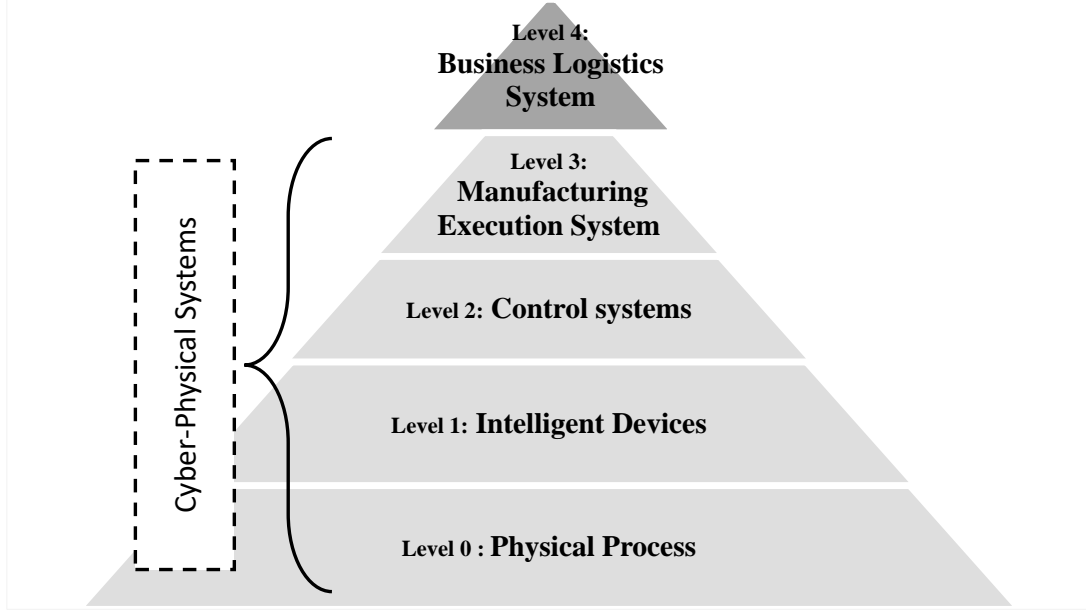 Level 4:
Business Logistics
System
Level 3:
Manufacturing
Execution System
Level 2: Control systems
Level 1: Intelligent Devices
Level 0 : Physical Process
Cyber-Physical Systems